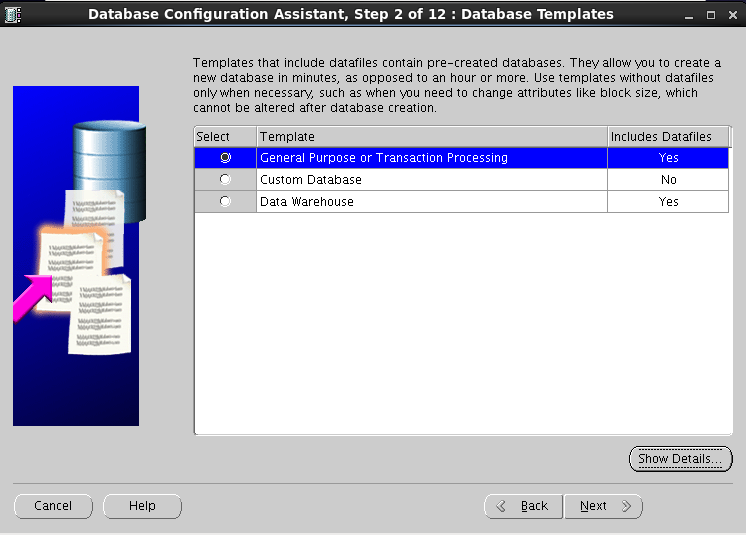 Database Configuration Assistant, Step 2 of 12 : Database Templates
Templates that include datafiles contain pre-created databases. They allow you to create a
new database in minutes, as opposed to an hour or more. Use templates without datafiles
only when necessary, such as when you need to change attributes like block size, which
cannot be altered after database creation.
Select Template Includes Datafiles
General Purpose or Transaction Processing Yes
Custom Database No
Data Warehouse Yes
Show Details...
Cancel Help Back Next